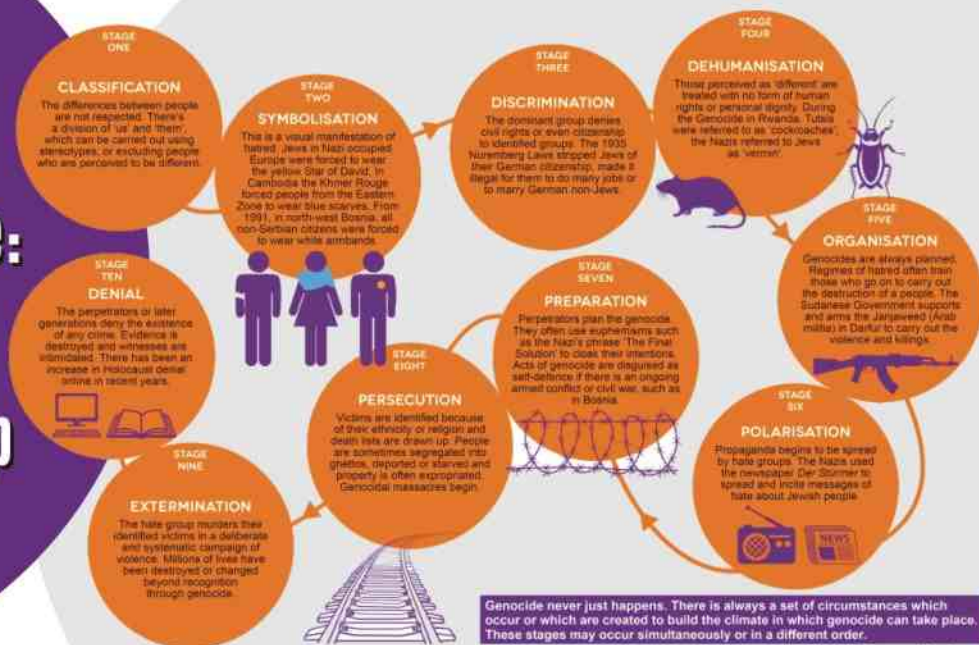 STAGE
ONE
CLASSIFICATION
The differences between people
are not respected. There's
a division of 'us' and 'them',
which can be carried out using
stereotypes, or excluding people
who are perceived to be different.
STAGE
TWO
SYMBOLISATION
This is a visual manifestation of
hatred. Jews in Nazi occupied
Europe were forced to wear
the yellow Star of David. In
Cambodia the Khmer Rouge
forced people from the Eastern
Zone to wear blue scarves. From
1991, in north-west Bosnia, all
non-Serbian citizens were forced
to wear white armbands.
STAGE
THREE
DISCRIMINATION
The dominant group denies
civil rights or even citizenship
to identified groups. The 1935
Nuremberg Laws stripped Jews of
their German citizenship, made it
illegal for them to do many jobs or
to marry German non-Jews.
STAGE
FOUR
DEHUMANISATION
Those perceived as 'different' are
treated with no form of human
rights or personal dignity. During
the Genocide in Rwanda, Tutsis
were referred to as 'cockroaches';
the Nazis referred to Jews
as 'vermin'.
STAGE
FIVE
ORGANISATION
Genocides are always planned.
Regimes of hatred often train
those who go on to carry out
the destruction of a people. The
Sudanese Government supports
and arms the Janjaweed (Arab
militia) in Darfur to carry out the
violence and killings.
STAGE
SIX
POLARISATION
Propaganda begins to be spread
by hate groups. The Nazis used
the newspaper Der Stürmer to
spread and incite messages of
hate about Jewish people.
NEWS
STAGE
SEVEN
PREPARATION
Perpetrators plan the genocide.
They often use euphemisms such
as the Nazi's phrase 'The Final
Solution' to cloak their intentions.
Acts of genocide are disguised as
self-defence if there is an ongoing
armed conflict or civil war, such as
in Bosnia.
STAGE
EIGHT
PERSECUTION
Victims are identified because
of their ethnicity or religion and
death lists are drawn up. People
are sometimes segregated into
ghettos, deported or starved and
property is often expropriated.
Genocidal massacres begin.
STAGE
NINE
EXTERMINATION
The hate group murders their
identified victims in a deliberate
and systematic campaign of
violence. Millions of lives have
been destroyed or changed
beyond recognition
through genocide.
STAGE
TEN
DENIAL
The perpetrators or later
generations deny the existence
of any crime. Evidence is
destroyed and witnesses are
intimidated. There has been an
increase in Holocaust denial
online in recent years.
Genocide never just happens. There is always a set of circumstances which
occur or which are created to build the climate in which genocide can take place.
These stages may occur simultaneously or in a different order.